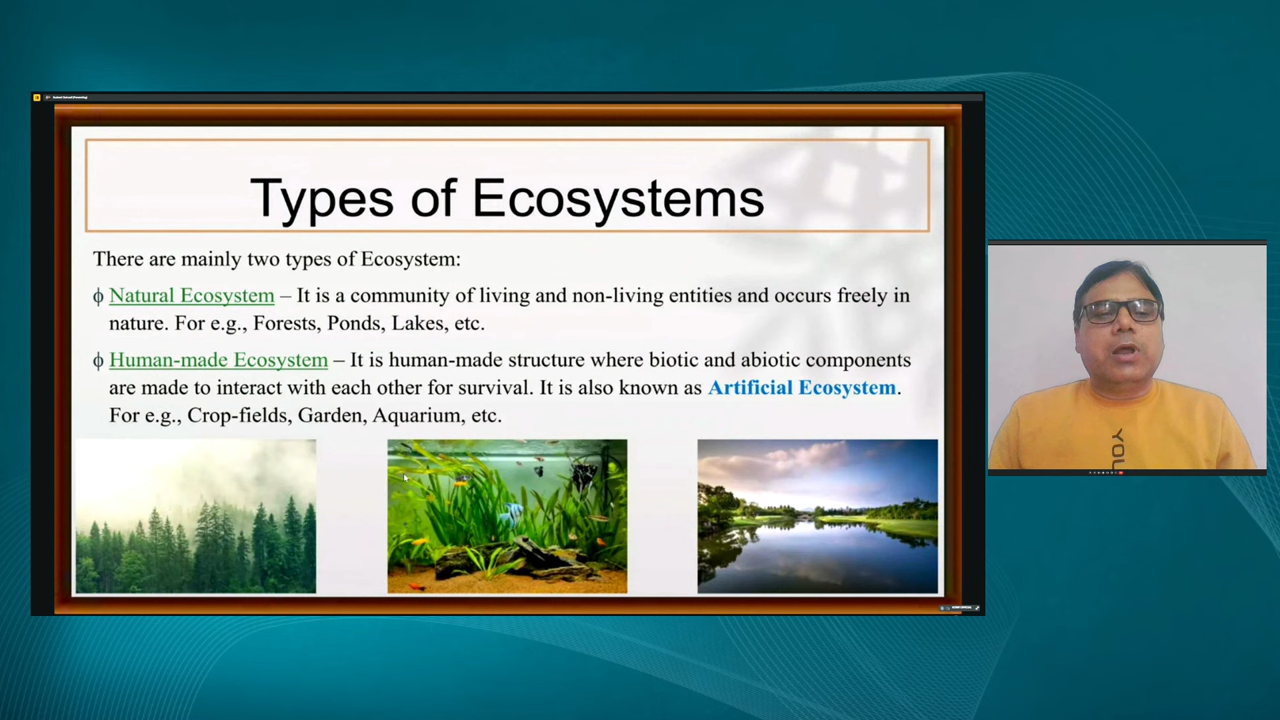 Types of Ecosystems
There are mainly two types of Ecosystem:
ϕ Natural Ecosystem – It is a community of living and non-living entities and occurs freely in
nature. For e.g., Forests, Ponds, Lakes, etc.
ϕ Human-made Ecosystem – It is human-made structure where biotic and abiotic components
are made to interact with each other for survival. It is also known as Artificial Ecosystem.
For e.g., Crop-fields, Garden, Aquarium, etc.
YOU